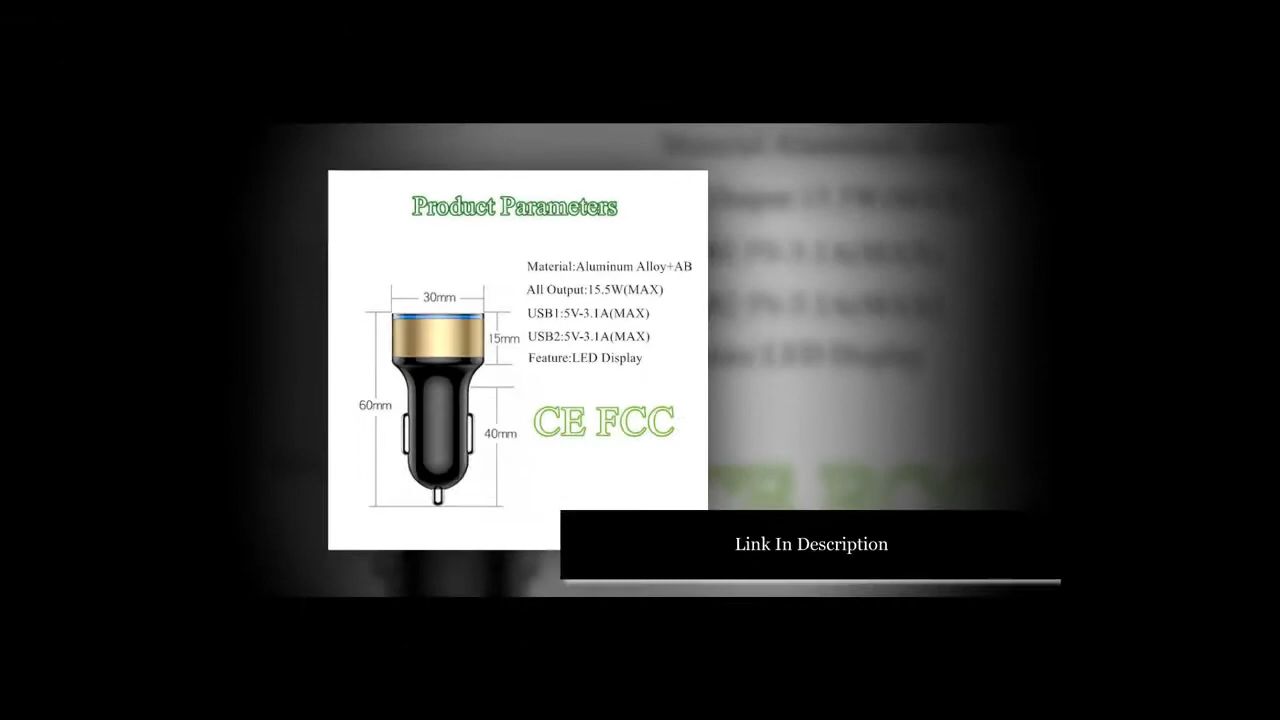 Product Parameters
Material:Aluminum Alloy+AB
All Output:15.5W(MAX)
30mm
USB1:5V-3.1A(MAX)
15mm
USB2:5V-3.1A(MAX)
Feature:LED Display
60mm
CE FCC
40mm
Link In Description